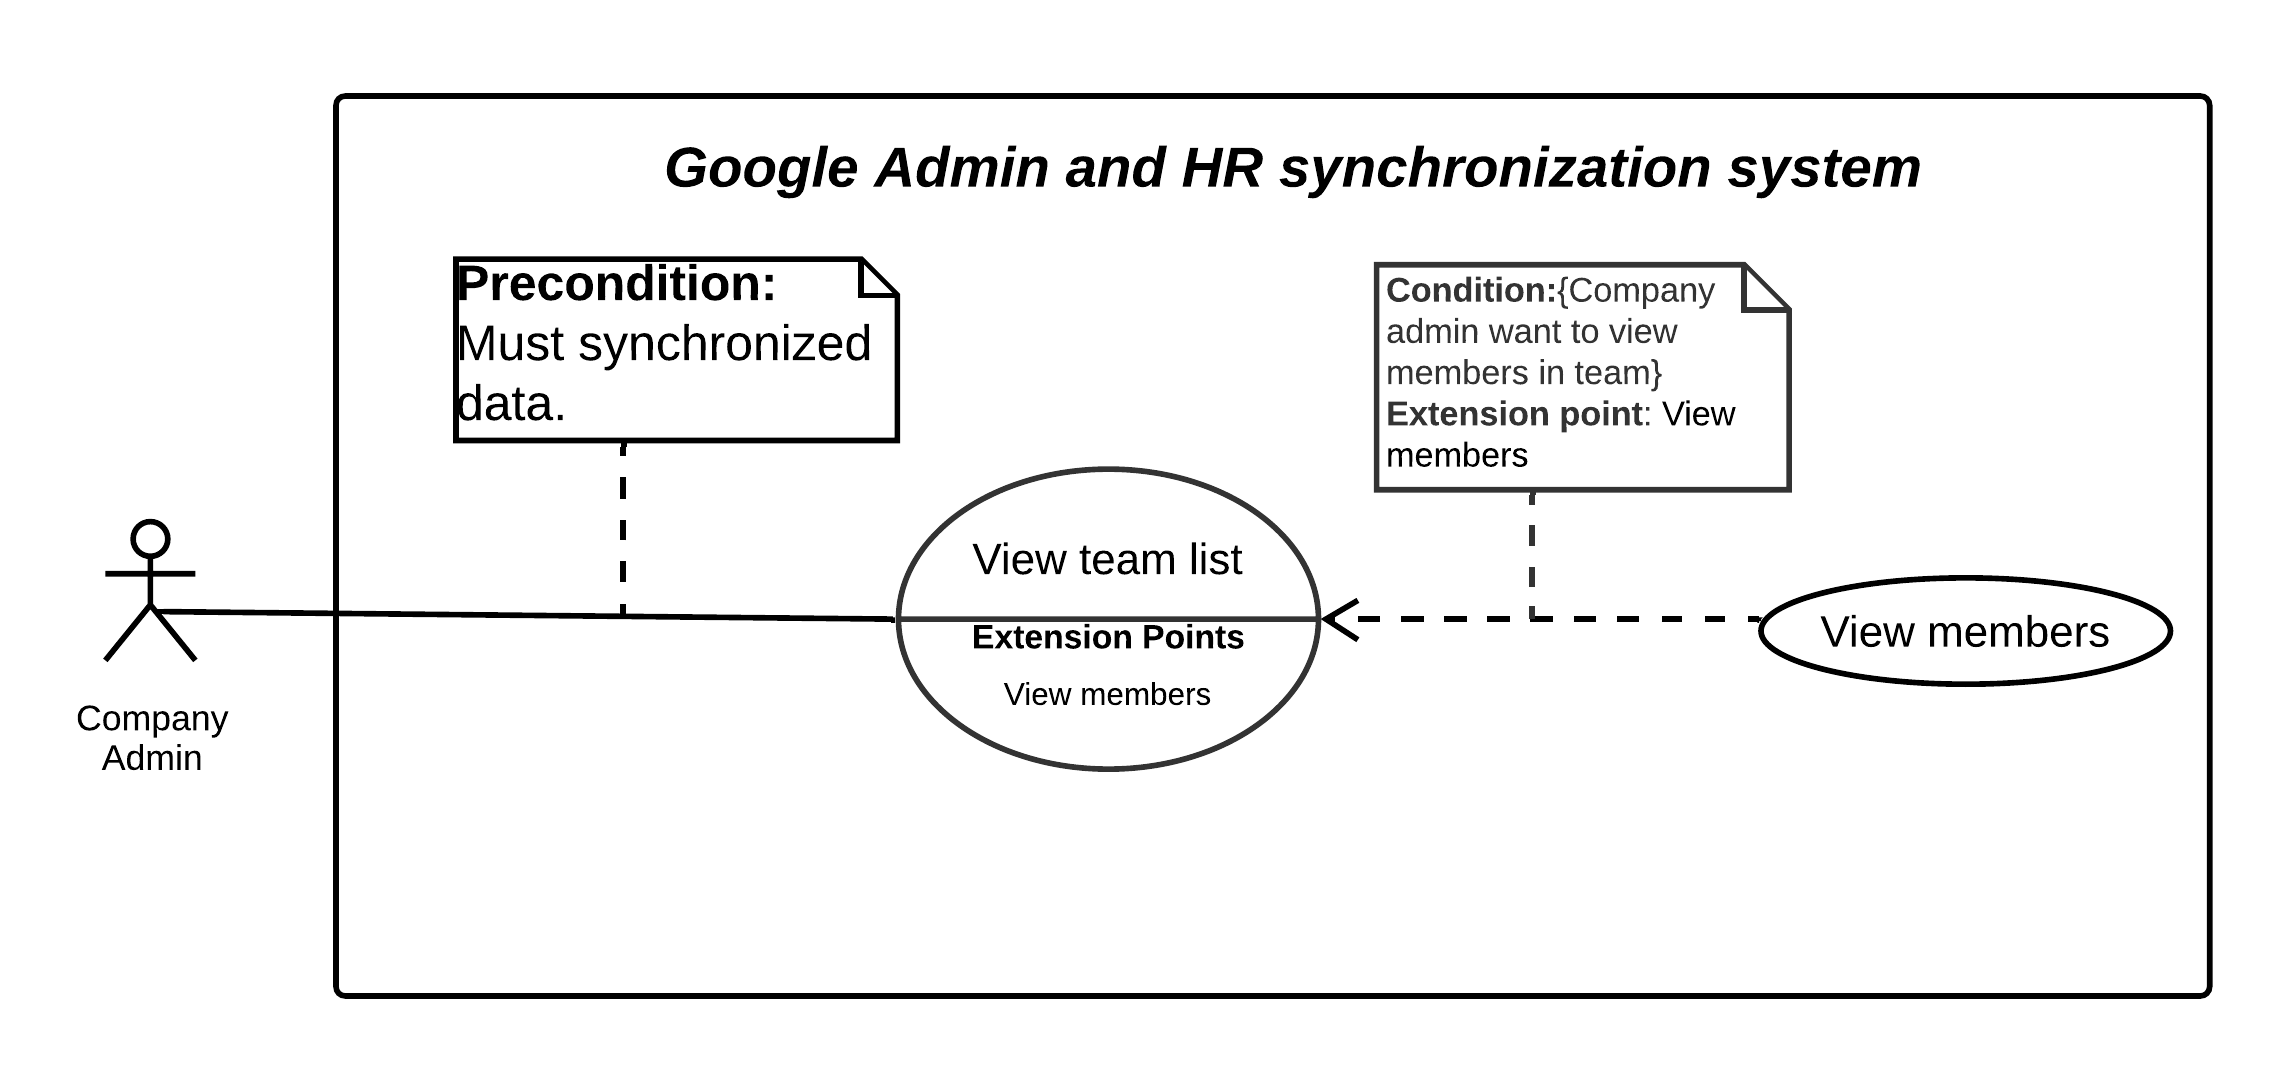 Google Admin and HR synchronization system
Precondition:
Must synchronized
data.
Condition:{Company
admin want to view
members in team}
Extension point: View
members
View team list
Extension Points
View members
View members
Company
Admin